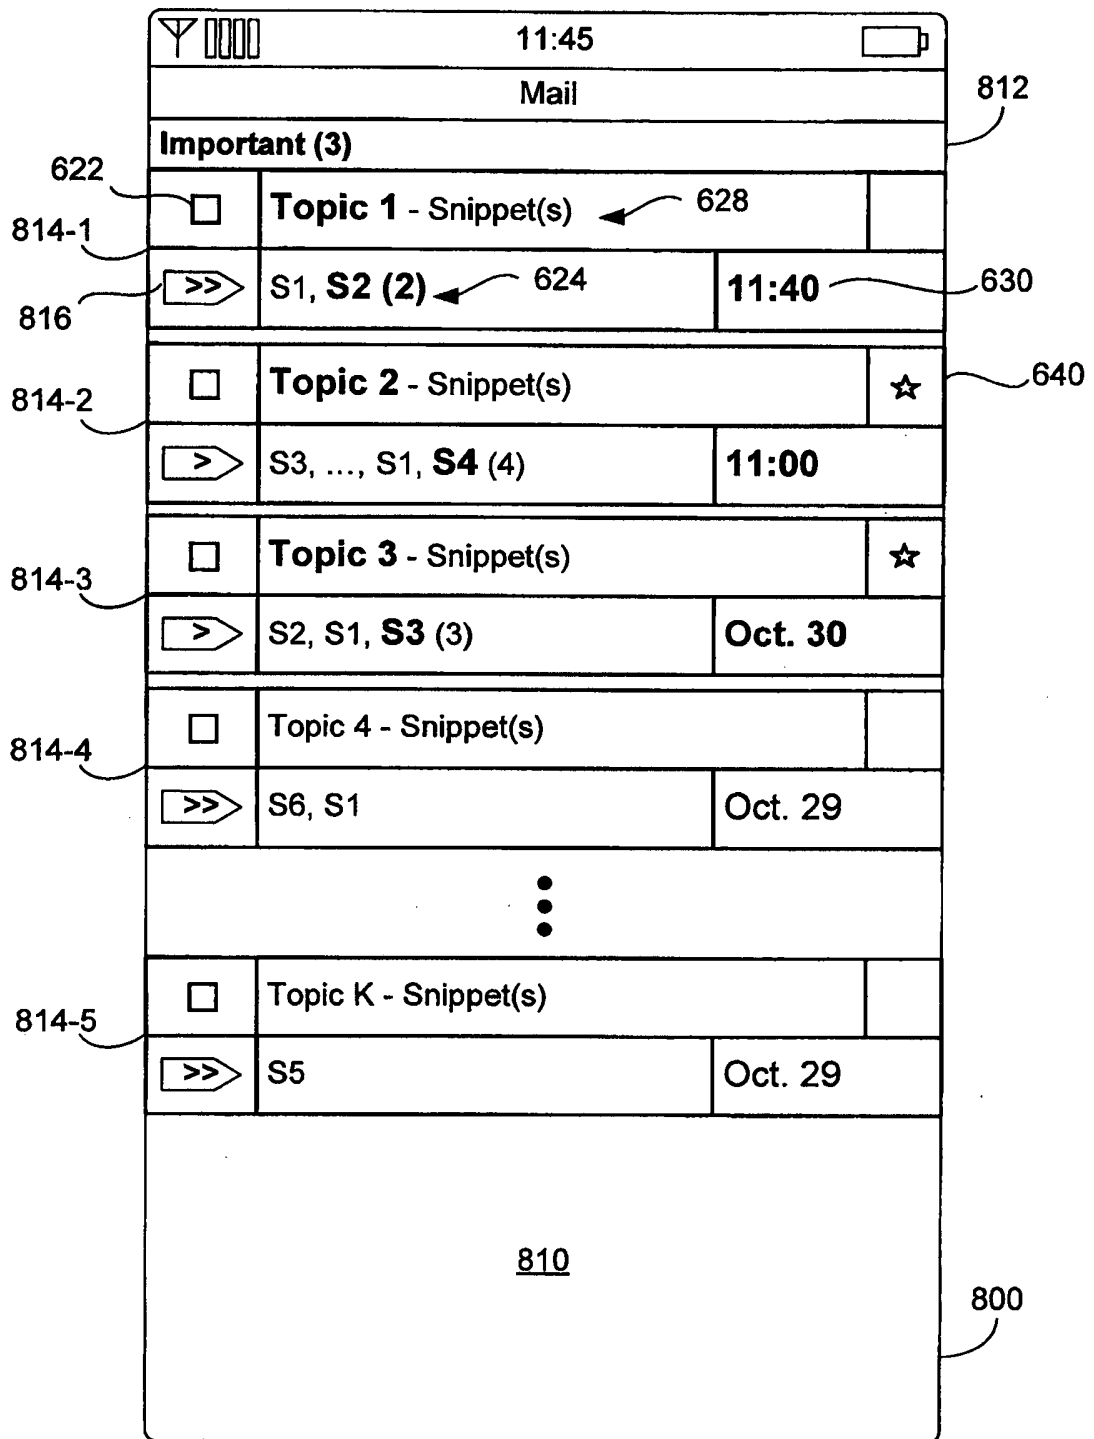 11:45
Mail
812
Important (3)
622
Topic 1 - Snippet(s)
628
814-1
>>
S1, S2 (2)
624
11:40
630
816
Topic 2 - Snippet(s)
☆
640
814-2
>
S3, ..., S1, S4 (4)
11:00
Topic 3 - Snippet(s)
☆
814-3
>
S2, S1, S3 (3)
Oct. 30
Topic 4 - Snippet(s)
814-4
>>
S6, S1
Oct. 29
Topic K - Snippet(s)
814-5
>>
S5
Oct. 29
810
800